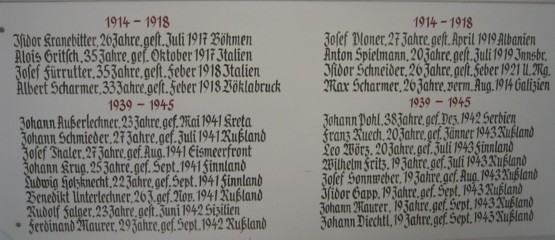 1914 - 1918
Isidor Kranebitter, 26 Jahre, gest. Juli 1917 Böhmen
Alois Gritsch, 35 Jahre, gef. Oktober 1917 Italien
Josef Fürrutter, 35 Jahre, gest. Feber 1918 Italien
Albert Scharmer, 33 Jahre, gest. Feber 1918 Böklabruck
1939 - 1945
Johann Außerlechner, 23 Jahre, gef. Mai 1941 Kreta
Johann Schmieder, 27 Jahre, gef. Juli 1941 Rußland
Josef Thaler, 27 Jahre, gef. Aug. 1941 Eismeerfront
Johann Krug, 25 Jahre, gef. Sept. 1941 Finnland
Ludwig Holzknecht, 22 Jahre, gef. Sept. 1941 Finnland
Benedikt Unterlechner, 26 J. gef. Nov. 1941 Rußland
Rudolf Falger, 23 Jahre, gest. Juni 1942 Sizilien
Ferdinand Maurer, 29 Jahre, gef. Sept. 1942 Rußland
1914 - 1918
Josef Ploner, 27 Jahre, gef. April 1919 Albanien
Anton Spielmann, 20 Jahre, gest. Juli 1919 Innsbr.
Isidor Schneider, 26 Jahre, gest. Feber 1921 U. Mg.
Max Scharmer, 26 Jahre, verm. Aug. 1914 Galizien
1939 - 1945
Johann Pohl, 38 Jahre, gef. Dez. 1942 Serbien
Franz Ruech, 20 Jahre, gef. Jänner 1943 Rußland
Leo Wörz, 20 Jahre, gef. Juli 1943 Finnland
Wilhelm Fritz, 19 Jahre, gef. Juli 1943 Rußland
Josef Sonnweber, 19 Jahre, gef. Aug. 1943 Rußland
Isidor Gapp, 19 Jahre, gef. Sept. 1943 Rußland
Johann Maurer, 19 Jahre, gef. Sept. 1943 Rußland
Johann Diechtl, 19 Jahre, gef. Sept. 1943 Rußland